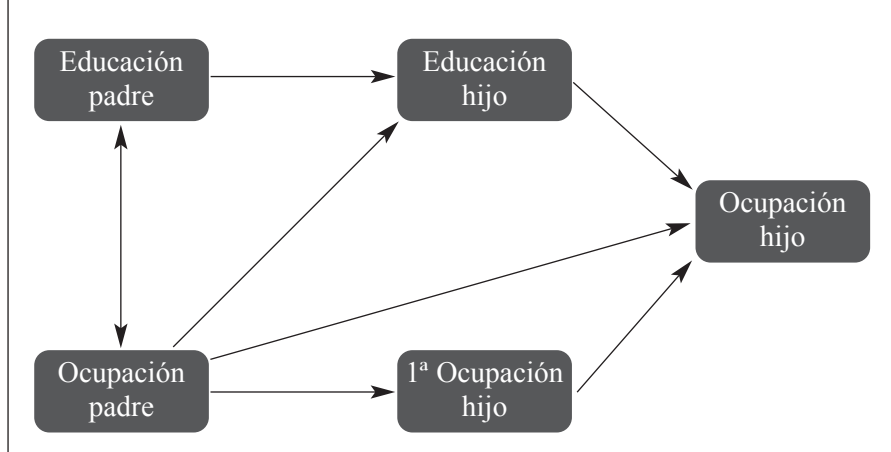 Educación
padre
Educación
hijo
Ocupación
hijo
Ocupación
padre
1ª Ocupación
hijo